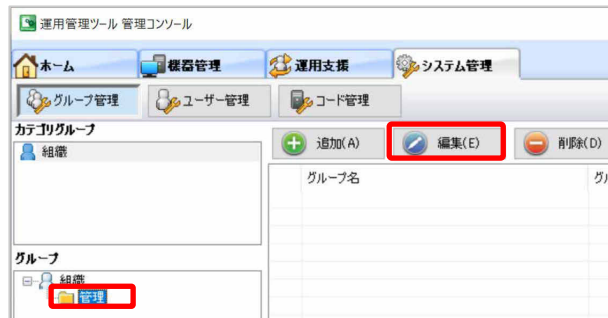 運用管理ツール 管理コンソール
ホーム 機器管理 運用支援 システム管理
グループ管理 ユーザー管理 コード管理
カテゴリグループ
組織
追加(A) 編集(E) 削除(D)
グループ名
グループ
組織
管理